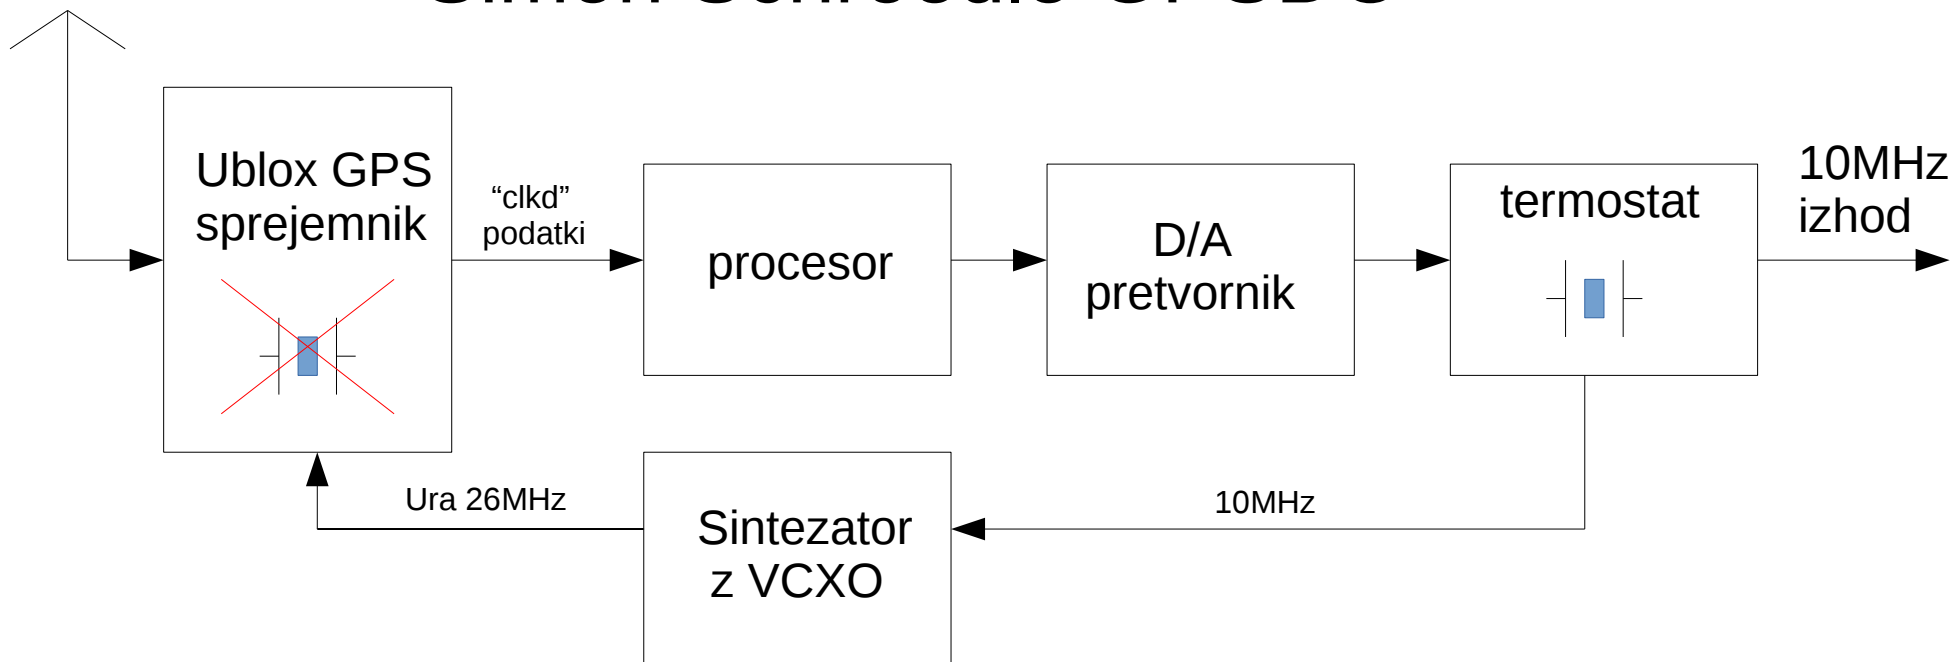 Ublox GPS
sprejemnik
“clkd”
podatki
procesor
D/A
pretvornik
termostat
10MHz
izhod
Ura 26MHz
Sintezator
z VCXO
10MHz